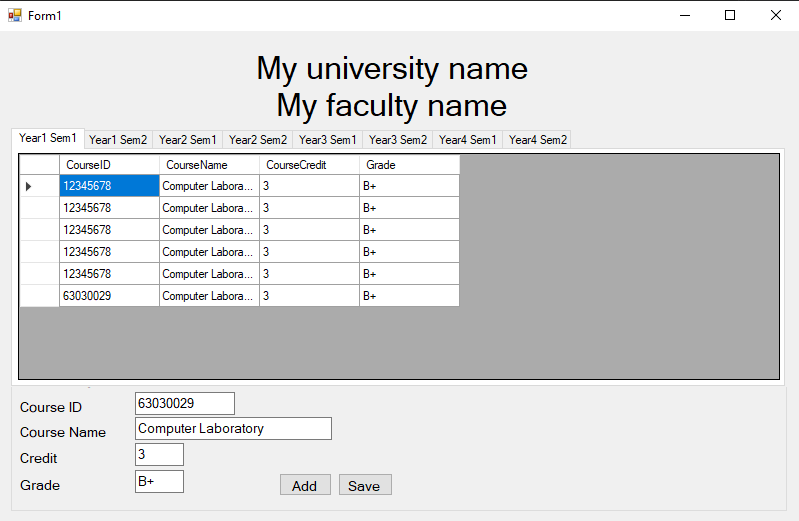 Form1
My university name
My faculty name
Year1 Sem1 Year1 Sem2 Year2 Sem1 Year2 Sem2 Year3 Sem1 Year3 Sem2 Year4 Sem1 Year4 Sem2
CourseID CourseName CourseCredit Grade
12345678 Computer Labora... 3 B+
12345678 Computer Labora... 3 B+
12345678 Computer Labora... 3 B+
12345678 Computer Labora... 3 B+
12345678 Computer Labora... 3 B+
63030029 Computer Labora... 3 B+
Course ID 63030029
Course Name Computer Laboratory
Credit 3
Grade B+ Add Save